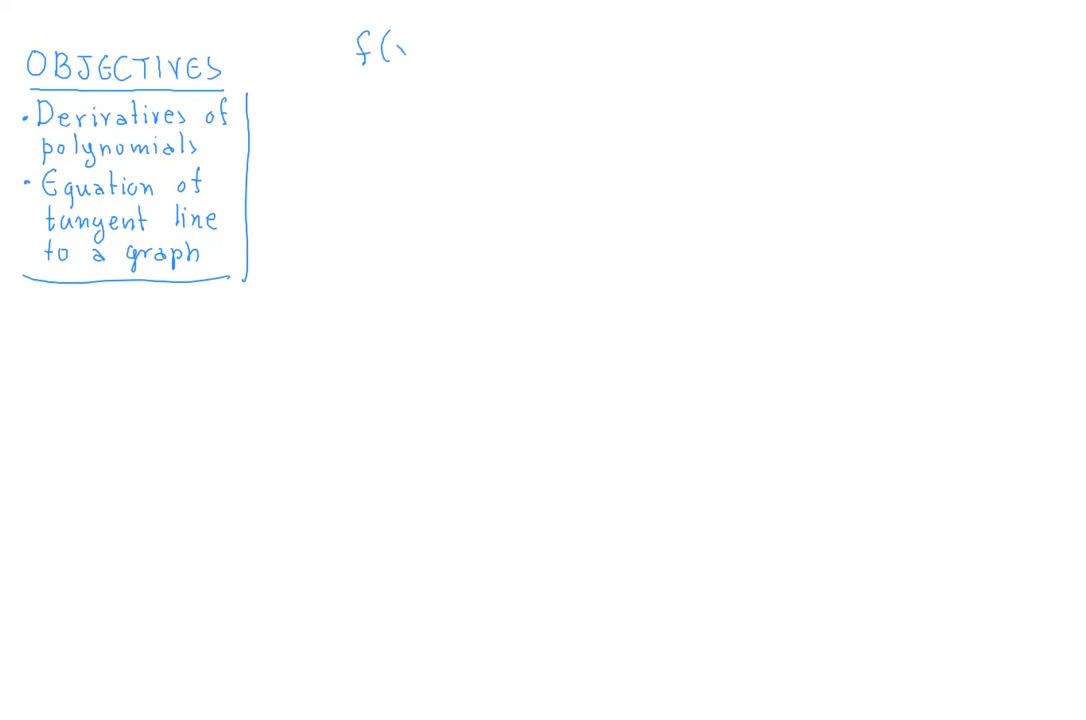 OBJECTIVES
• Derivatives of
polynomials
• Equation of
tangent line
to a graph
f(